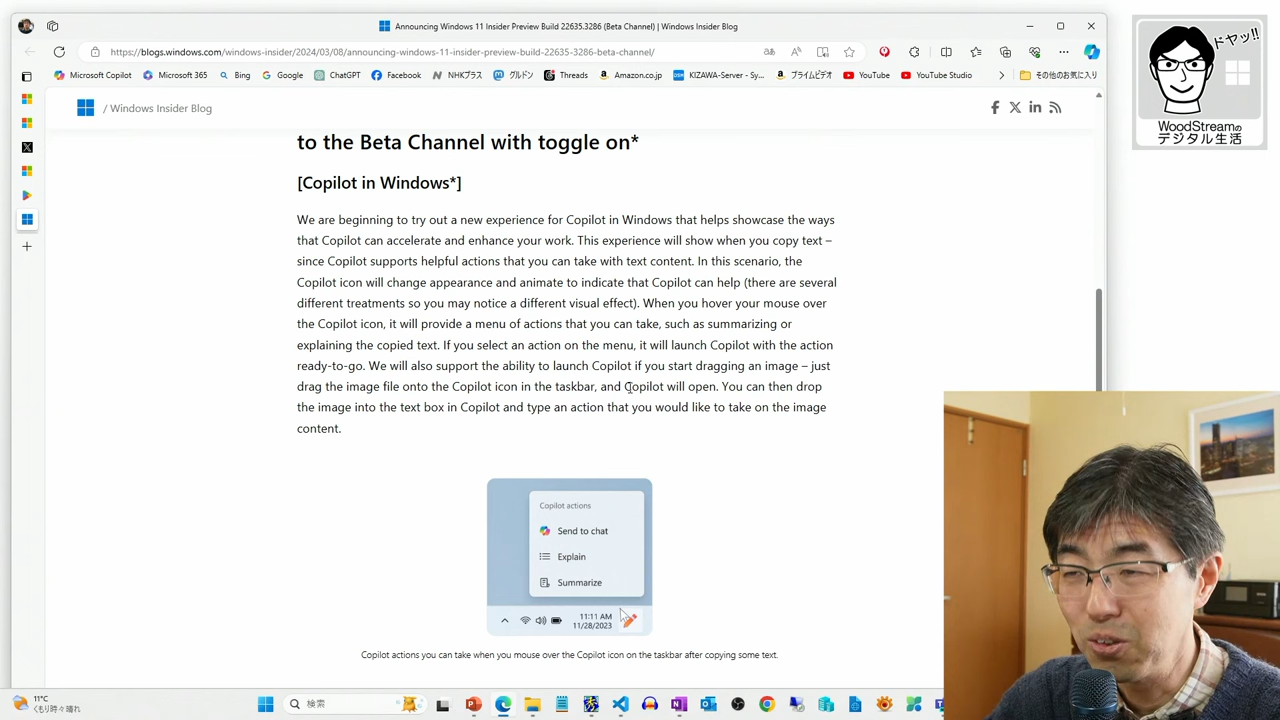 Announcing Windows 11 Insider Preview Build 22635.3286 (Beta Channel) | Windows Insider Blog
https://blogs.windows.com/windows-insider/2024/03/08/announcing-windows-11-insider-preview-build-22635-3286-beta-channel/
Microsoft Copilot
Microsoft 365
Bing
Google
ChatGPT
Facebook
NHKプラス
グルドン
Threads
Amazon.co.jp
KIZAWA-Server - Sy...
プライムビデオ
YouTube
YouTube Studio
その他のお気に入り
/ Windows Insider Blog
to the Beta Channel with toggle on*
[Copilot in Windows*]
We are beginning to try out a new experience for Copilot in Windows that helps showcase the ways
that Copilot can accelerate and enhance your work. This experience will show when you copy text –
since Copilot supports helpful actions that you can take with text content. In this scenario, the
Copilot icon will change appearance and animate to indicate that Copilot can help (there are several
different treatments so you may notice a different visual effect). When you hover your mouse over
the Copilot icon, it will provide a menu of actions that you can take, such as summarizing or
explaining the copied text. If you select an action on the menu, it will launch Copilot with the action
ready-to-go. We will also support the ability to launch Copilot if you start dragging an image – just
drag the image file onto the Copilot icon in the taskbar, and Copilot will open. You can then drop
the image into the text box in Copilot and type an action that you would like to take on the image
content.
Copilot actions
Send to chat
Explain
Summarize
11:11 AM
11/28/2023
Copilot actions you can take when you mouse over the Copilot icon on the taskbar after copying some text.
11°C
くもり時々晴れ
検索
ドヤッ!!
WoodStreamの
デジタル生活